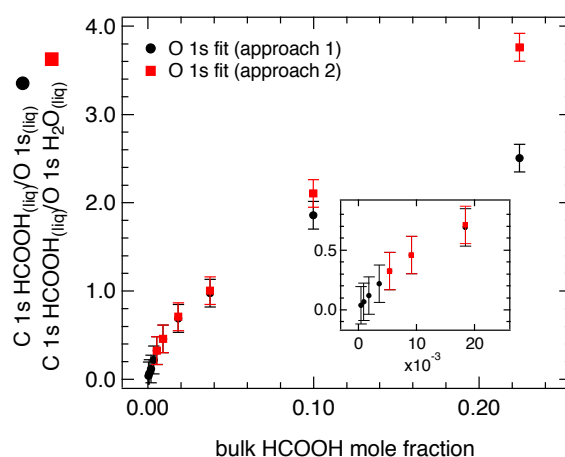 C 1s HCOOH(liq)/O 1s(liq)
C 1s HCOOH(liq)/O 1s H2O(liq)
4.0
3.0
2.0
1.0
0.0
O 1s fit (approach 1)
O 1s fit (approach 2)
0.5
0.0
0
10
20
x10-3
0.00
0.10
0.20
bulk HCOOH mole fraction